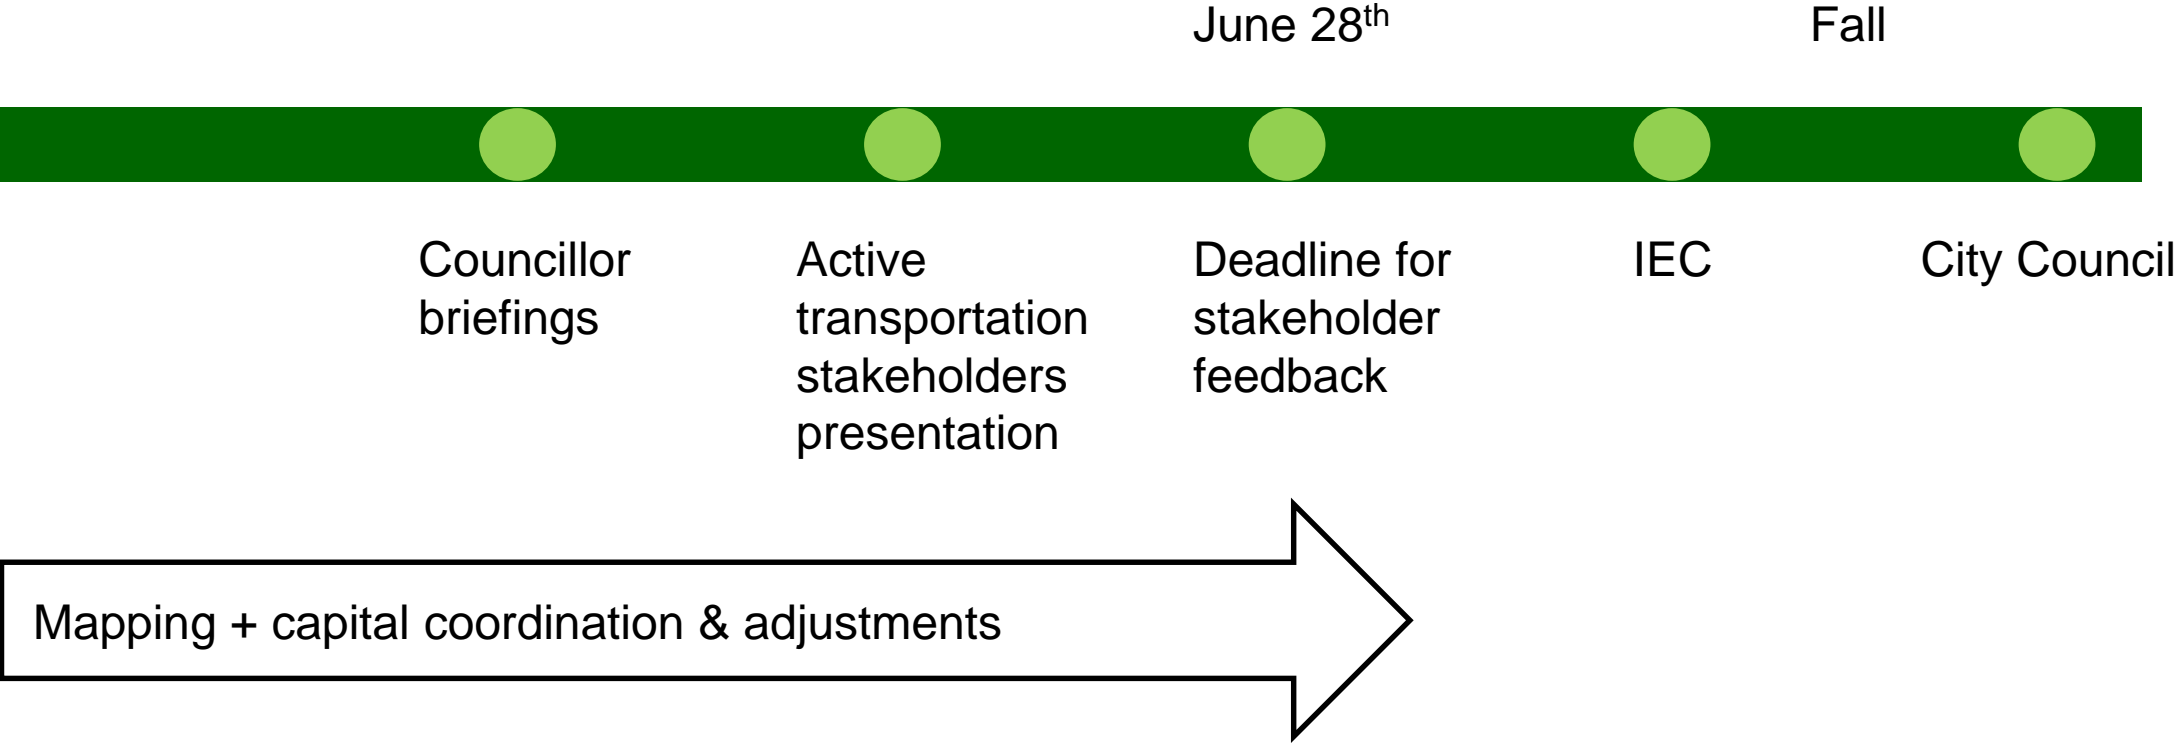 June 28th
Fall
Councillor
briefings
Active
transportation
stakeholders
presentation
Deadline for
stakeholder
feedback
IEC
City Council
Mapping + capital coordination & adjustments